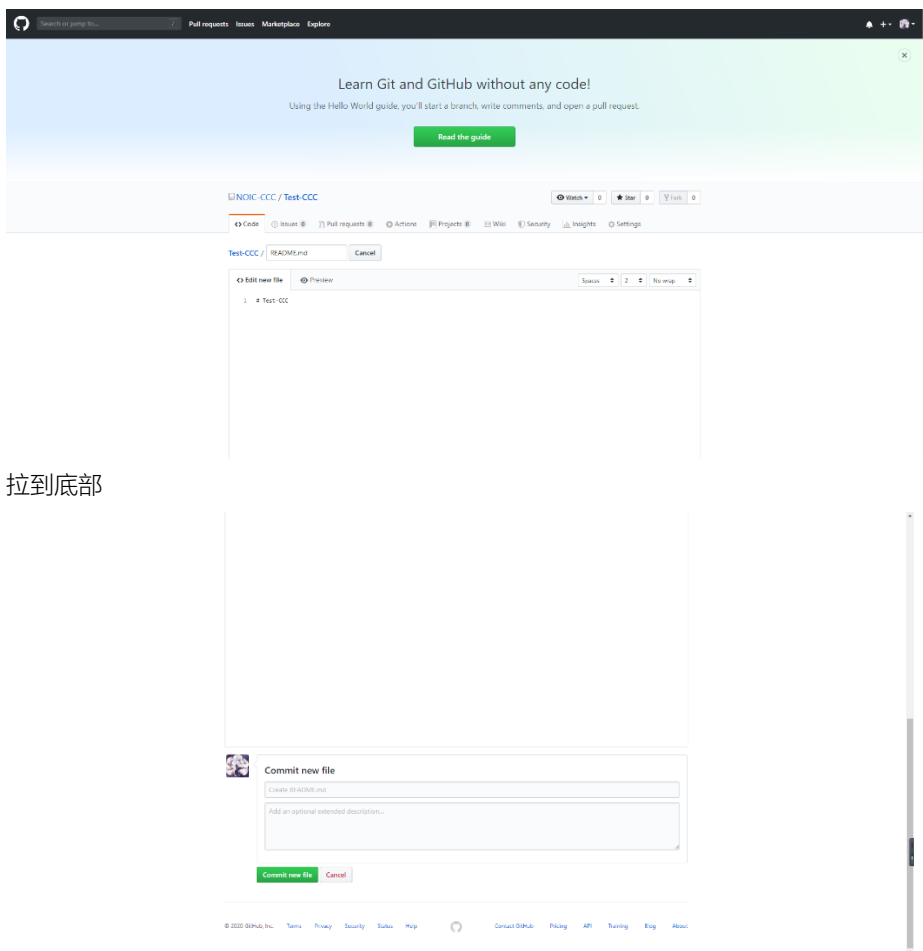 Search or jump to... / Pull requests Issues Marketplace Explore
Learn Git and GitHub without any code!
Using the Hello World guide, you'll start a branch, write comments, and open a pull request.
Read the guide
NOIC-CCC / Test-CCC Watch 0 Star 0 Fork 0
Code Issues 0 Pull requests 0 Actions Projects 0 Wiki Security Insights Settings
Test-CCC / README.md Cancel
Edit new file Preview Spaces 2 No wrap
1 # Test-CCC
拉到底部
Commit new file
Create README.md
Add an optional extended description...
Commit new file Cancel
© 2020 GitHub, Inc. Terms Privacy Security Status Help Contact GitHub Pricing API Training Blog About